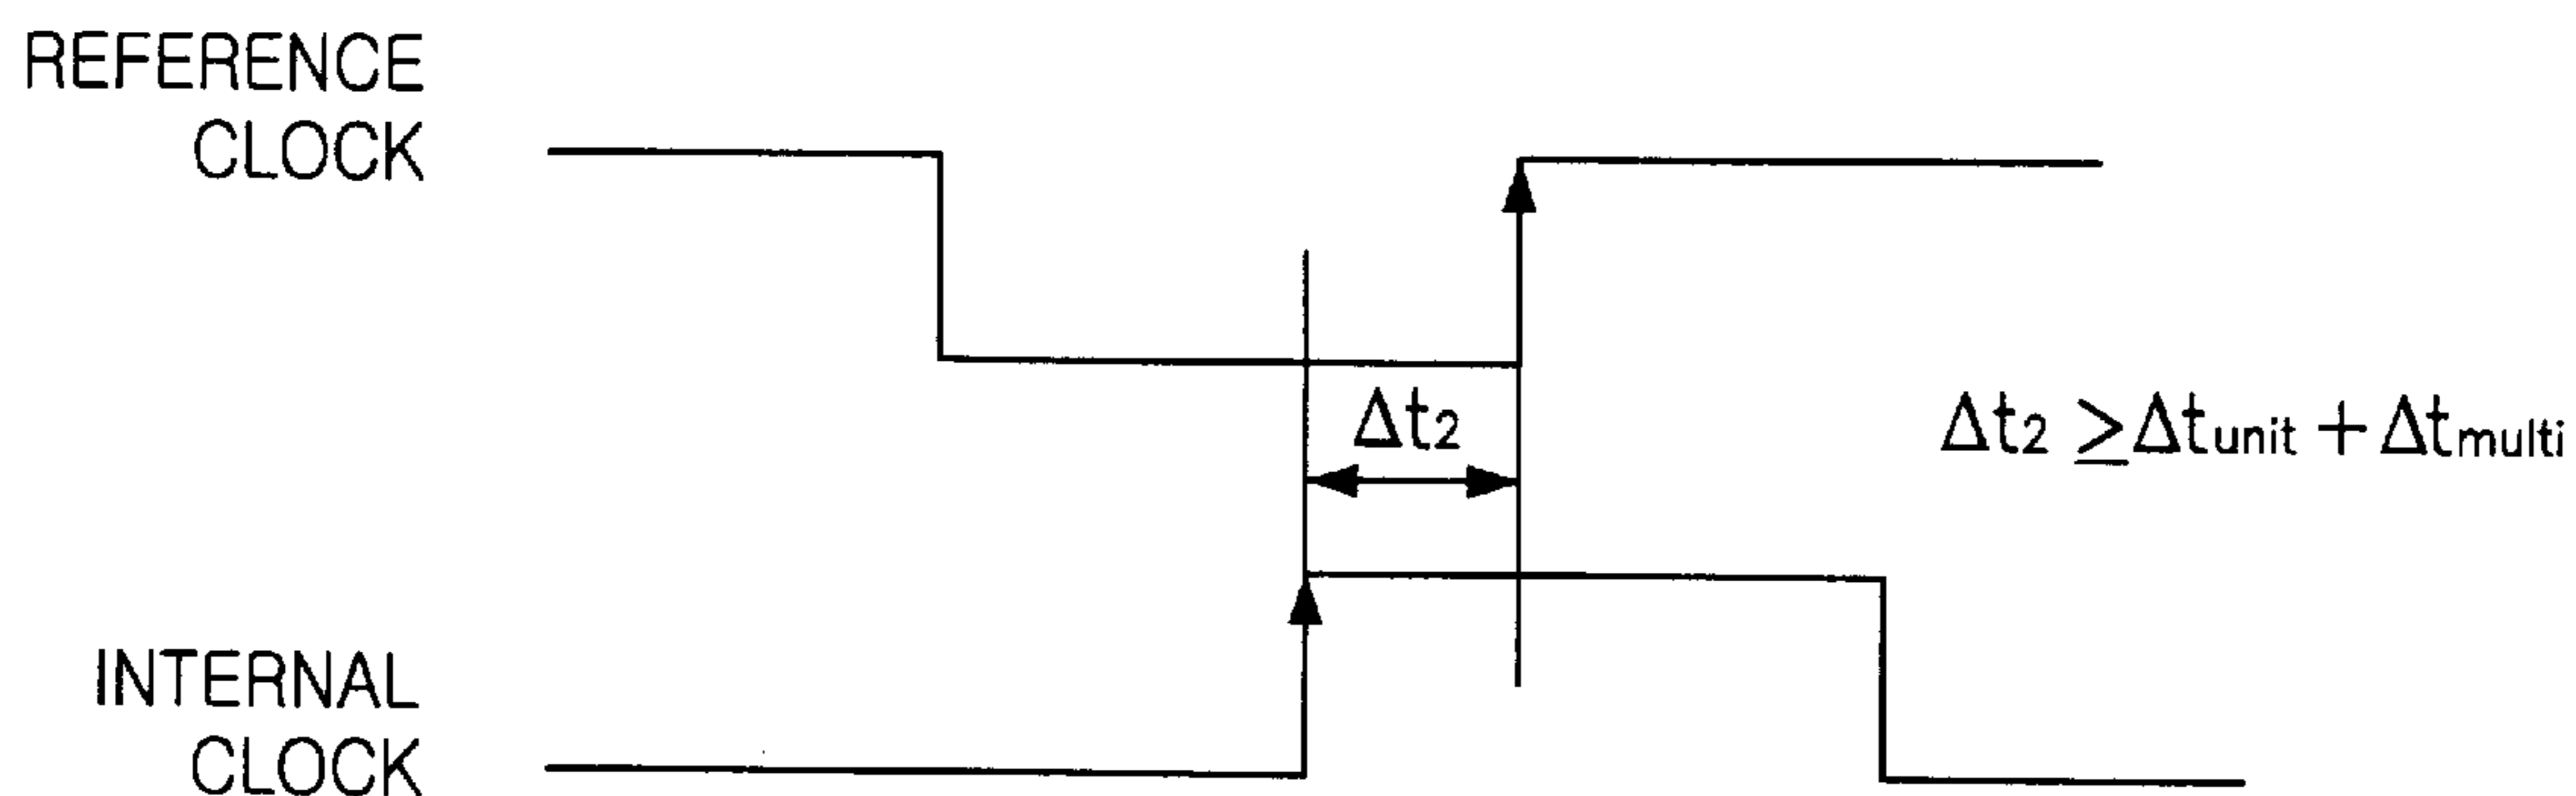 REFERENCE
CLOCK
Δt2
Δt2 ≥ Δtunit + Δtmulti
INTERNAL
CLOCK